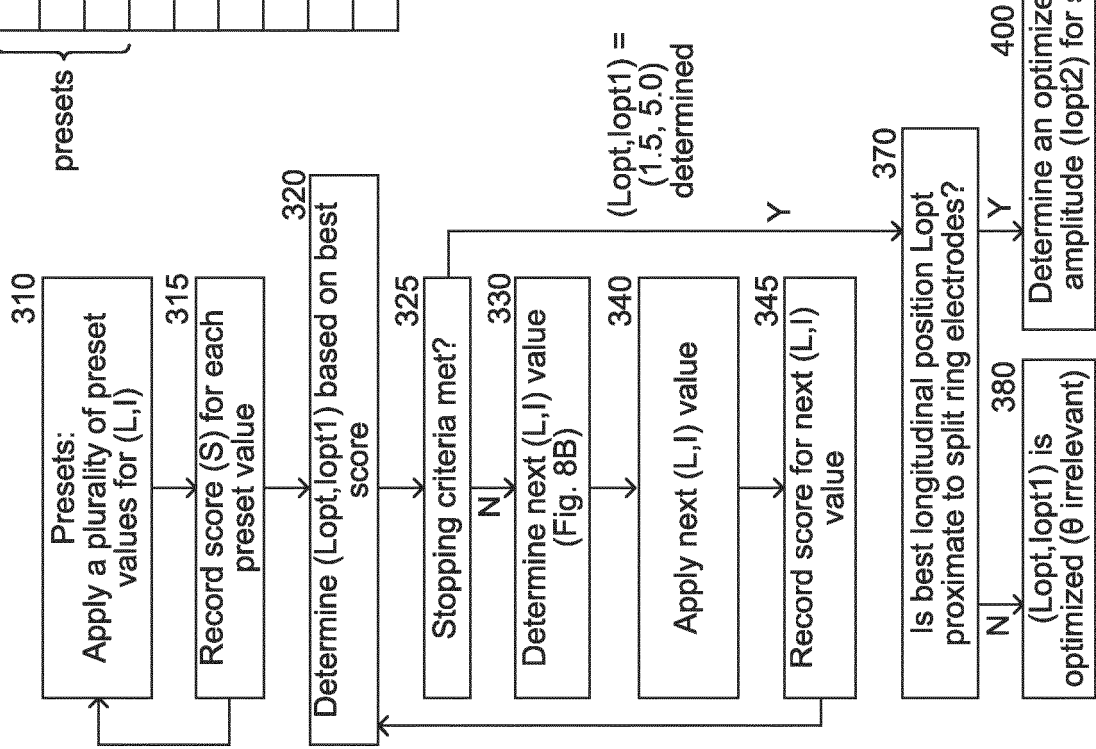 presets
310
Presets:
Apply a plurality of preset
values for (L,I)
315
Record score (S) for each
preset value
320
Determine (Lopt,Iopt1) based on best
score
325
Stopping criteria met?
N
330
Determine next (L,I) value
(Fig. 8B)
340
Apply next (L,I) value
345
Record score for next (L,I)
value
(Lopt,Iopt1) =
(1.5, 5.0)
determined
Y
370
Is best longitudinal position Lopt
proximate to split ring electrodes?
N
380
(Lopt,Iopt1) is
optimized (θ irrelevant)
Y
400
Determine an
amplitude (Iopt2) for